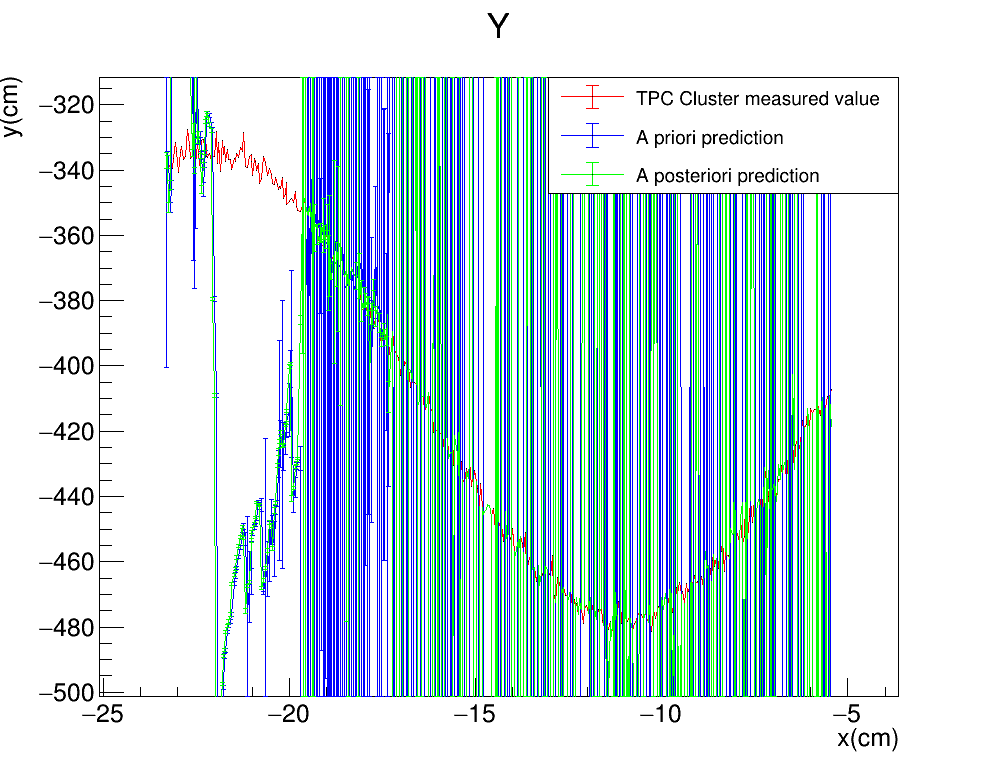 Y
y(cm)
−320
−340
−360
−380
−400
−420
−440
−460
−480
−500
TPC Cluster measured value
A priori prediction
A posteriori prediction
−25
−20
−15
−10
−5
x(cm)